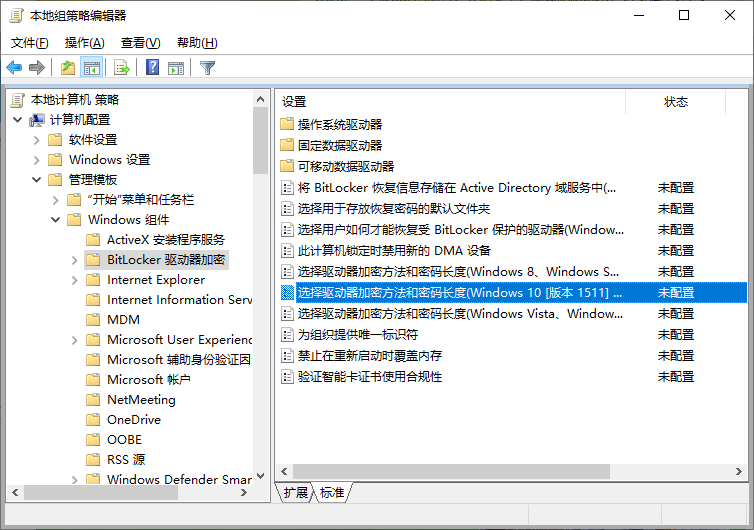 本地组策略编辑器
文件(F) 操作(A) 查看(V) 帮助(H)
本地计算机 策略
计算机配置
软件设置
Windows 设置
管理模板
“开始”菜单和任务栏
Windows 组件
ActiveX 安装程序服务
BitLocker 驱动器加密
Internet Explorer
Internet Information Serv
MDM
Microsoft User Experienc
Microsoft 辅助身份验证因
Microsoft 帐户
NetMeeting
OneDrive
OOBE
RSS 源
Windows Defender Smar
设置 状态
操作系统驱动器
固定数据驱动器
可移动数据驱动器
将 BitLocker 恢复信息存储在 Active Directory 域服务中(... 未配置
选择用于存放恢复密码的默认文件夹 未配置
选择用户如何才能恢复受 BitLocker 保护的驱动器(Window... 未配置
此计算机锁定时禁用新的 DMA 设备 未配置
选择驱动器加密方法和密码长度(Windows 8、Windows S... 未配置
选择驱动器加密方法和密码长度(Windows 10 [版本 1511] ... 未配置
选择驱动器加密方法和密码长度(Windows Vista、Window... 未配置
为组织提供唯一标识符 未配置
禁止在重新启动时覆盖内存 未配置
验证智能卡证书使用合规性 未配置
扩展 标准